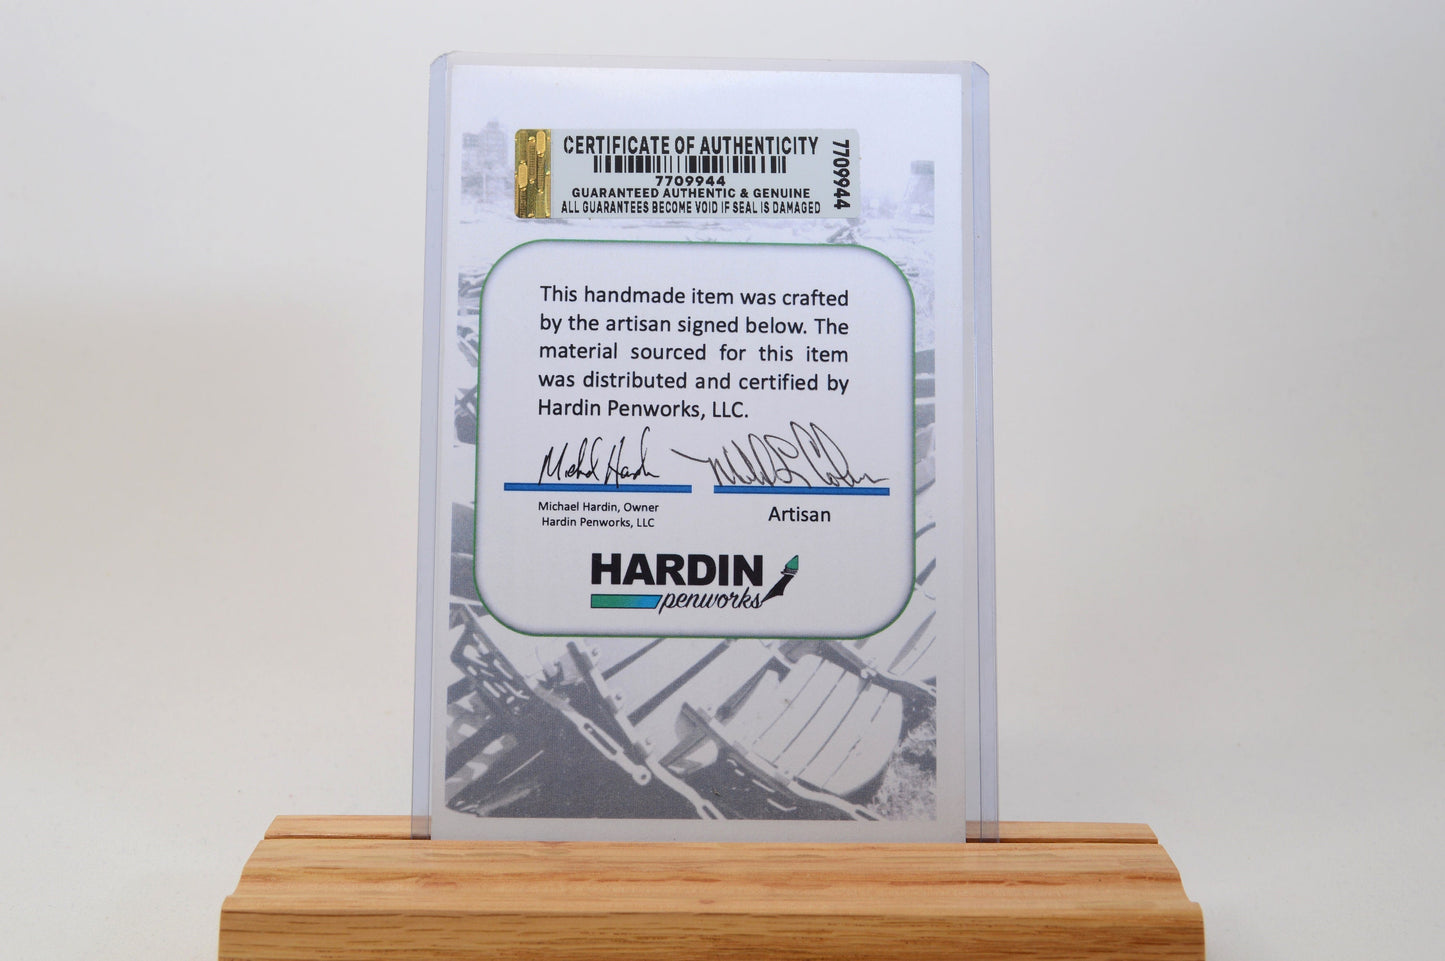 CERTIFICATE OF AUTHENTICITY
7709944
GUARANTEED AUTHENTIC & GENUINE
ALL GUARANTEES BECOME VOID IF SEAL IS DAMAGED
7709944
This handmade item was crafted
by the artisan signed below. The
material sourced for this item
was distributed and certified by
Hardin Penworks, LLC.
Michael Hardin, Owner
Hardin Penworks, LLC
Artisan
HARDIN
penworks